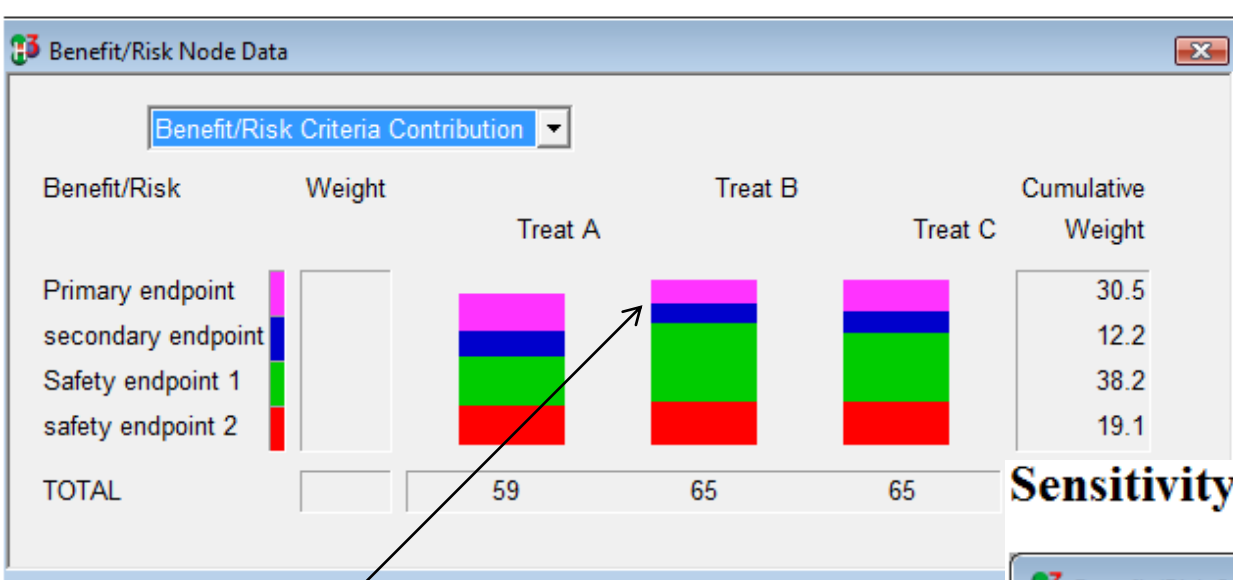 Benefit/Risk Node Data
Benefit/Risk Criteria Contribution
Benefit/Risk Weight Treat B Cumulative
Treat A Treat C Weight
Primary endpoint 30.5
secondary endpoint 12.2
Safety endpoint 1 38.2
safety endpoint 2 19.1
TOTAL 59 65 65
Sensitivity